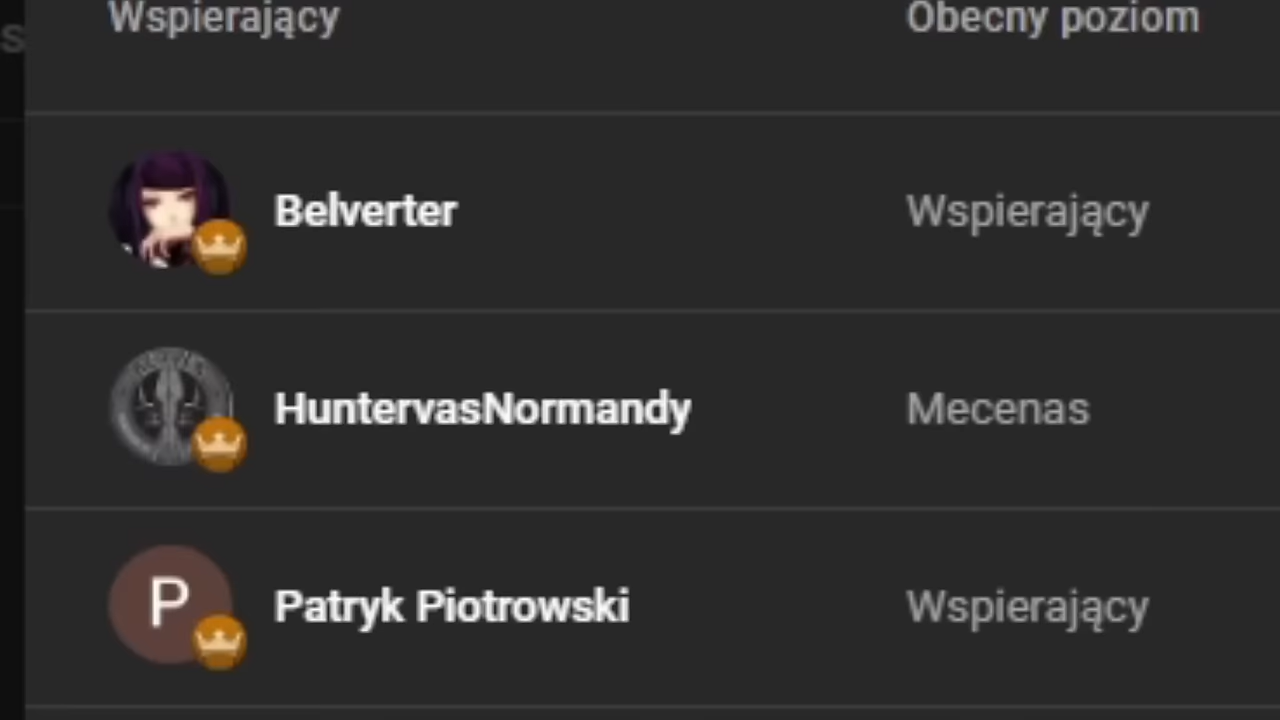 Wspierający Obecny poziom
Belverter Wspierający
HuntervasNormandy Mecenas
P Patryk Piotrowski Wspierający